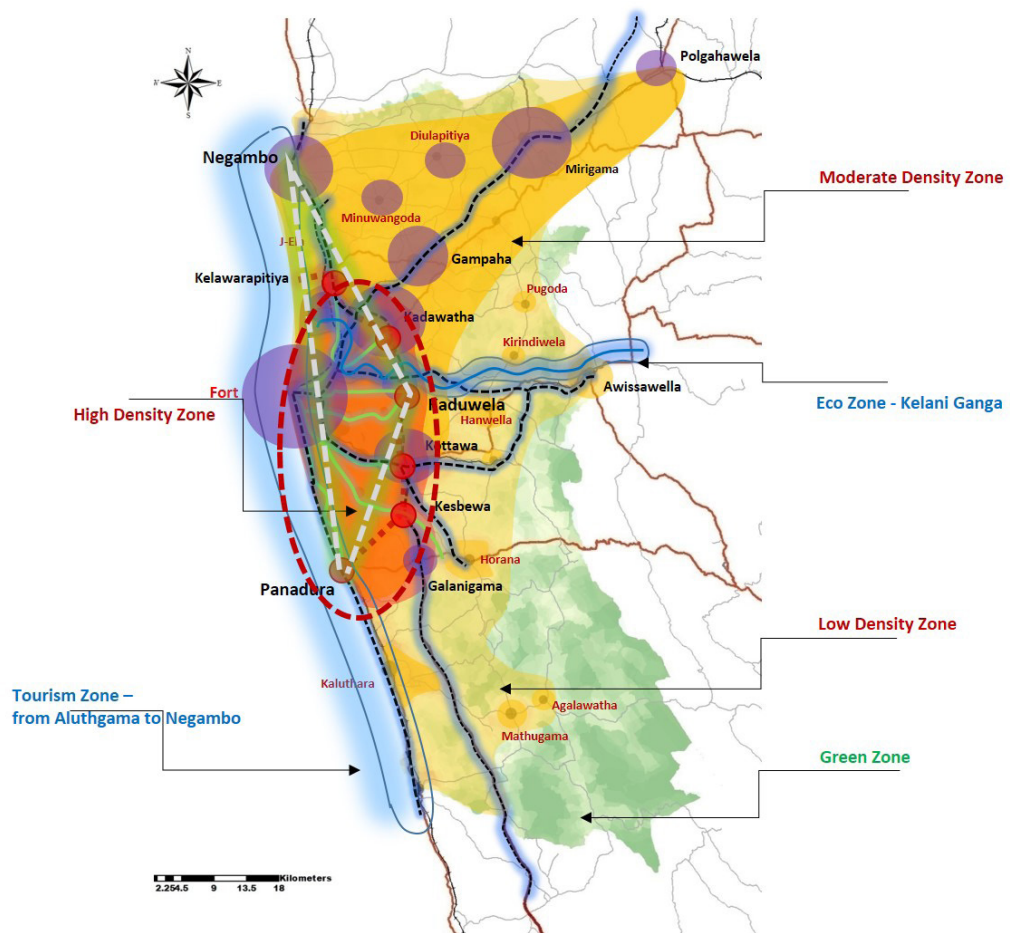 N
W
E
S
Polgahawela
Diulapitiya
Negambo
Mirigama
Moderate Density Zone
Minuwangoda
Gampaha
Kelawarapitiya
Pugoda
Kadawatha
Kirindiwela
Fort
Awissawella
High Density Zone
Kaduwela
Eco Zone - Kelani Ganga
Hanwella
Kottawa
Kesbewa
Horana
Panadura
Galanigama
Low Density Zone
Kaluthara
Tourism Zone –
from Aluthgama to Negambo
Agalawatha
Mathugama
Green Zone
Kilometers
2.25 4.5 9 13.5 18